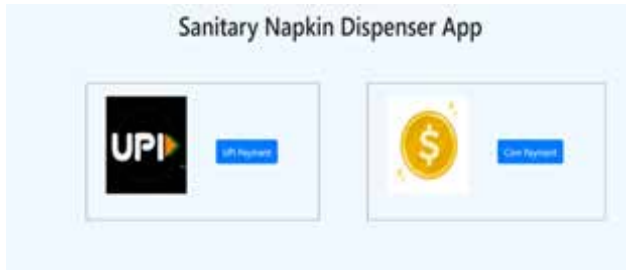 Sanitary Napkin Dispenser App
UPI
UPI Payment
$
Coin Payment